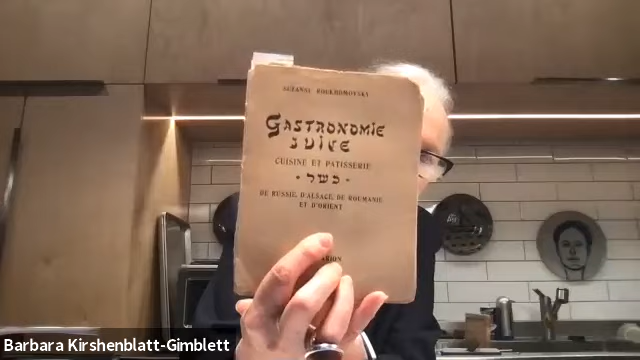 SUZANNE ROUKHOMOVSKY
GASTRONOMIE
JUIVE
CUISINE ET PATISSERIE
• כשר •
DE RUSSIE, D'ALSACE, DE ROUMANIE
ET D'ORIENT
Barbara Kirshenblatt-Gimblett